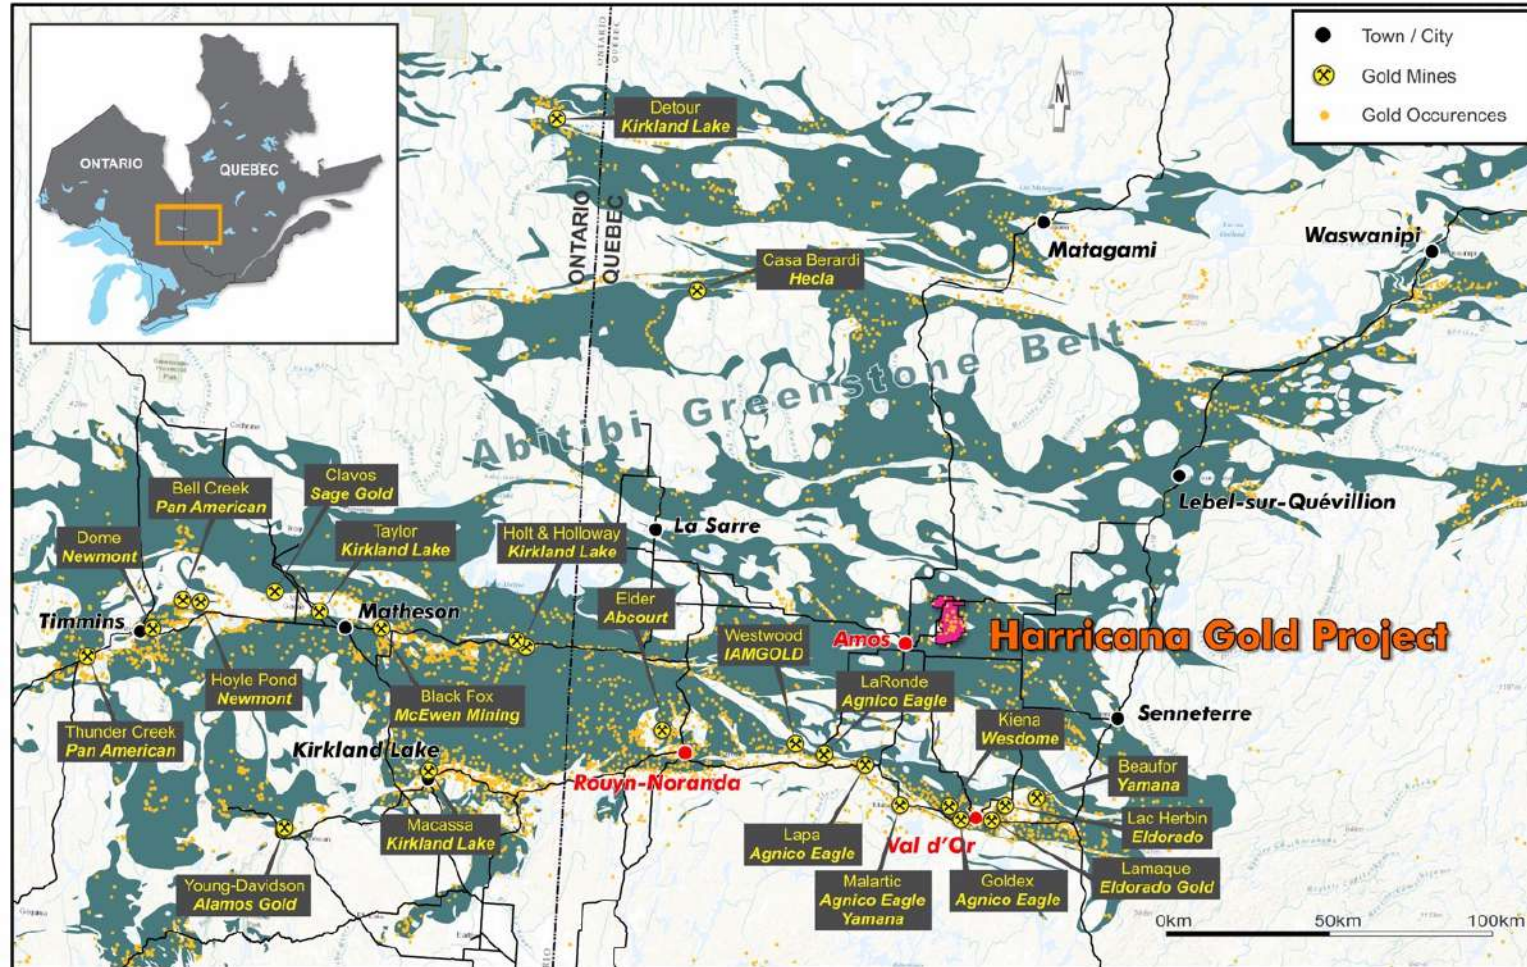 Town / City
Gold Mines
Gold Occurences
ONTARIO
QUEBEC
N
ONTARIO
QUEBEC
ONTARIO
QUEBEC
Detour
Kirkland Lake
Matagami
Waswanipi
Casa Berardi
Hecla
Abitibi Greenstone Belt
Cochrane
Clavos
Sage Gold
Bell Creek
Pan American
Taylor
Kirkland Lake
Holt & Holloway
Kirkland Lake
La Sarre
Lebel-sur-Quévillion
Dome
Newmont
Timmins
Matheson
Elder
Abcourt
Westwood
IAMGOLD
Amos
Harricana Gold Project
Hoyle Pond
Newmont
Black Fox
McEwen Mining
LaRonde
Agnico Eagle
Thunder Creek
Pan American
Kirkland Lake
Kiena
Wesdome
Senneterre
Rouyn-Noranda
Beaufor
Yamana
Macassa
Kirkland Lake
Lapa
Agnico Eagle
Val d'Or
Lac Herbin
Eldorado
Young-Davidson
Alamos Gold
Malartic
Agnico Eagle
Yamana
Goldex
Agnico Eagle
Lamaque
Eldorado Gold
0km
50km
100km
ONTARIO